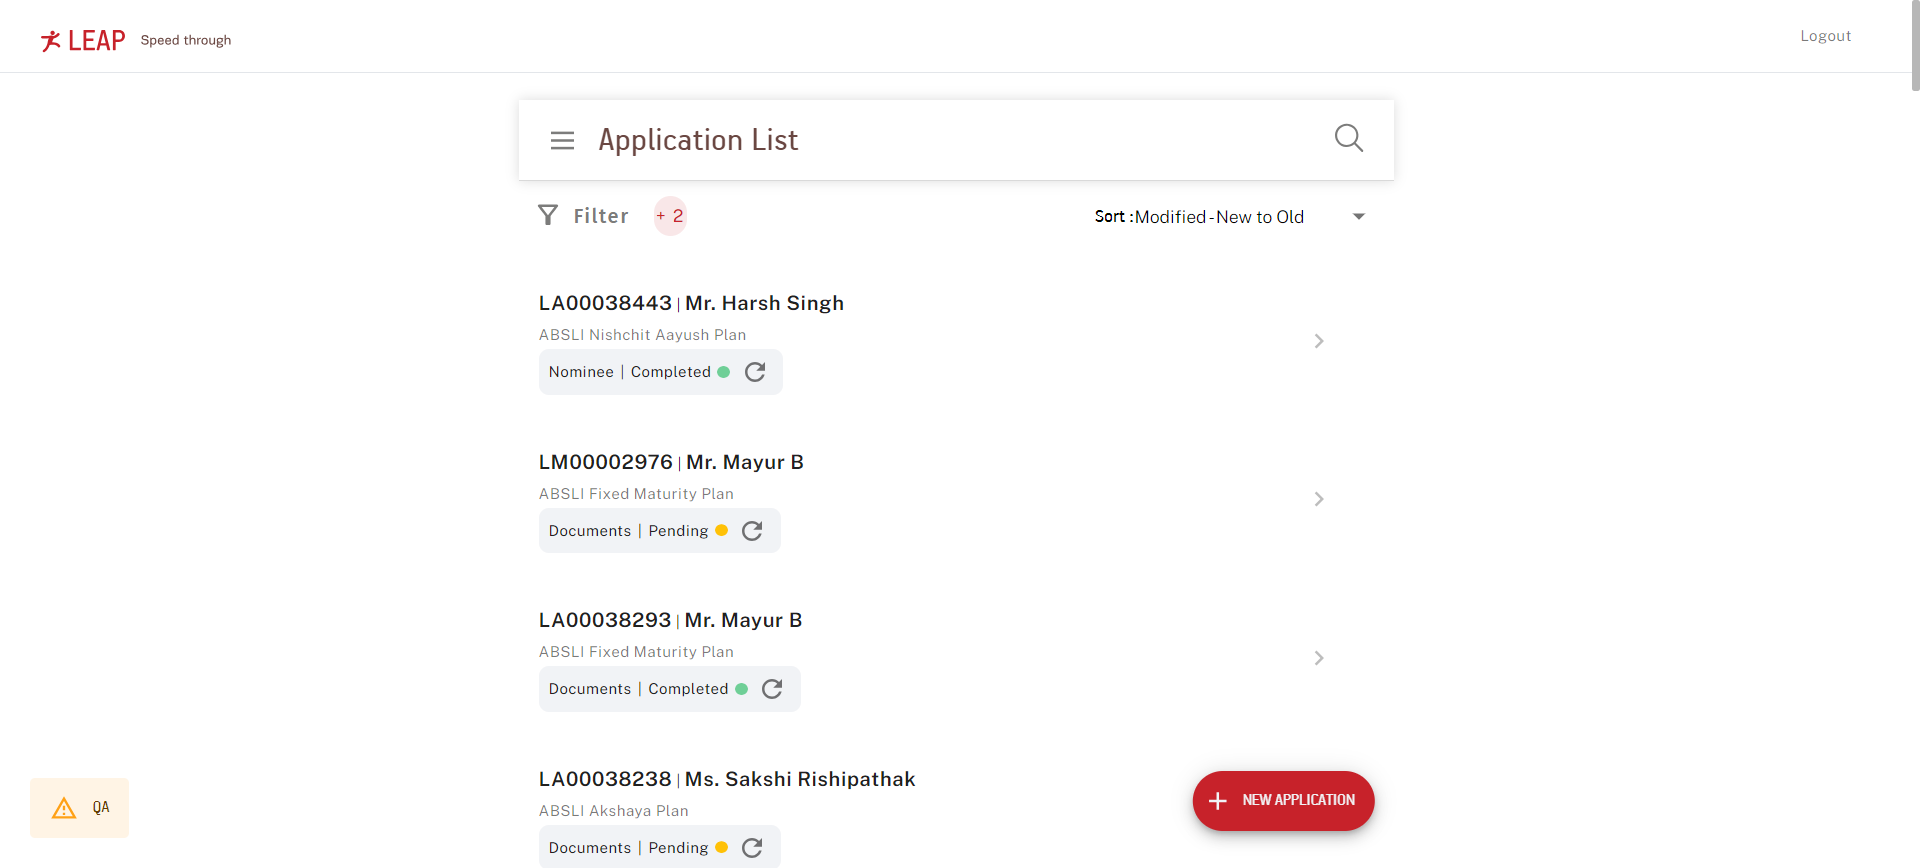 LEAP Speed through
Logout
Application List
Filter + 2
Sort :Modified - New to Old
LA00038443 | Mr. Harsh Singh
ABSLI Nishchit Aayush Plan
Nominee | Completed
LM00002976 | Mr. Mayur B
ABSLI Fixed Maturity Plan
Documents | Pending
LA00038293 | Mr. Mayur B
ABSLI Fixed Maturity Plan
Documents | Completed
LA00038238 | Ms. Sakshi Rishipathak
ABSLI Akshaya Plan
Documents | Pending
+ NEW APPLICATION
QA